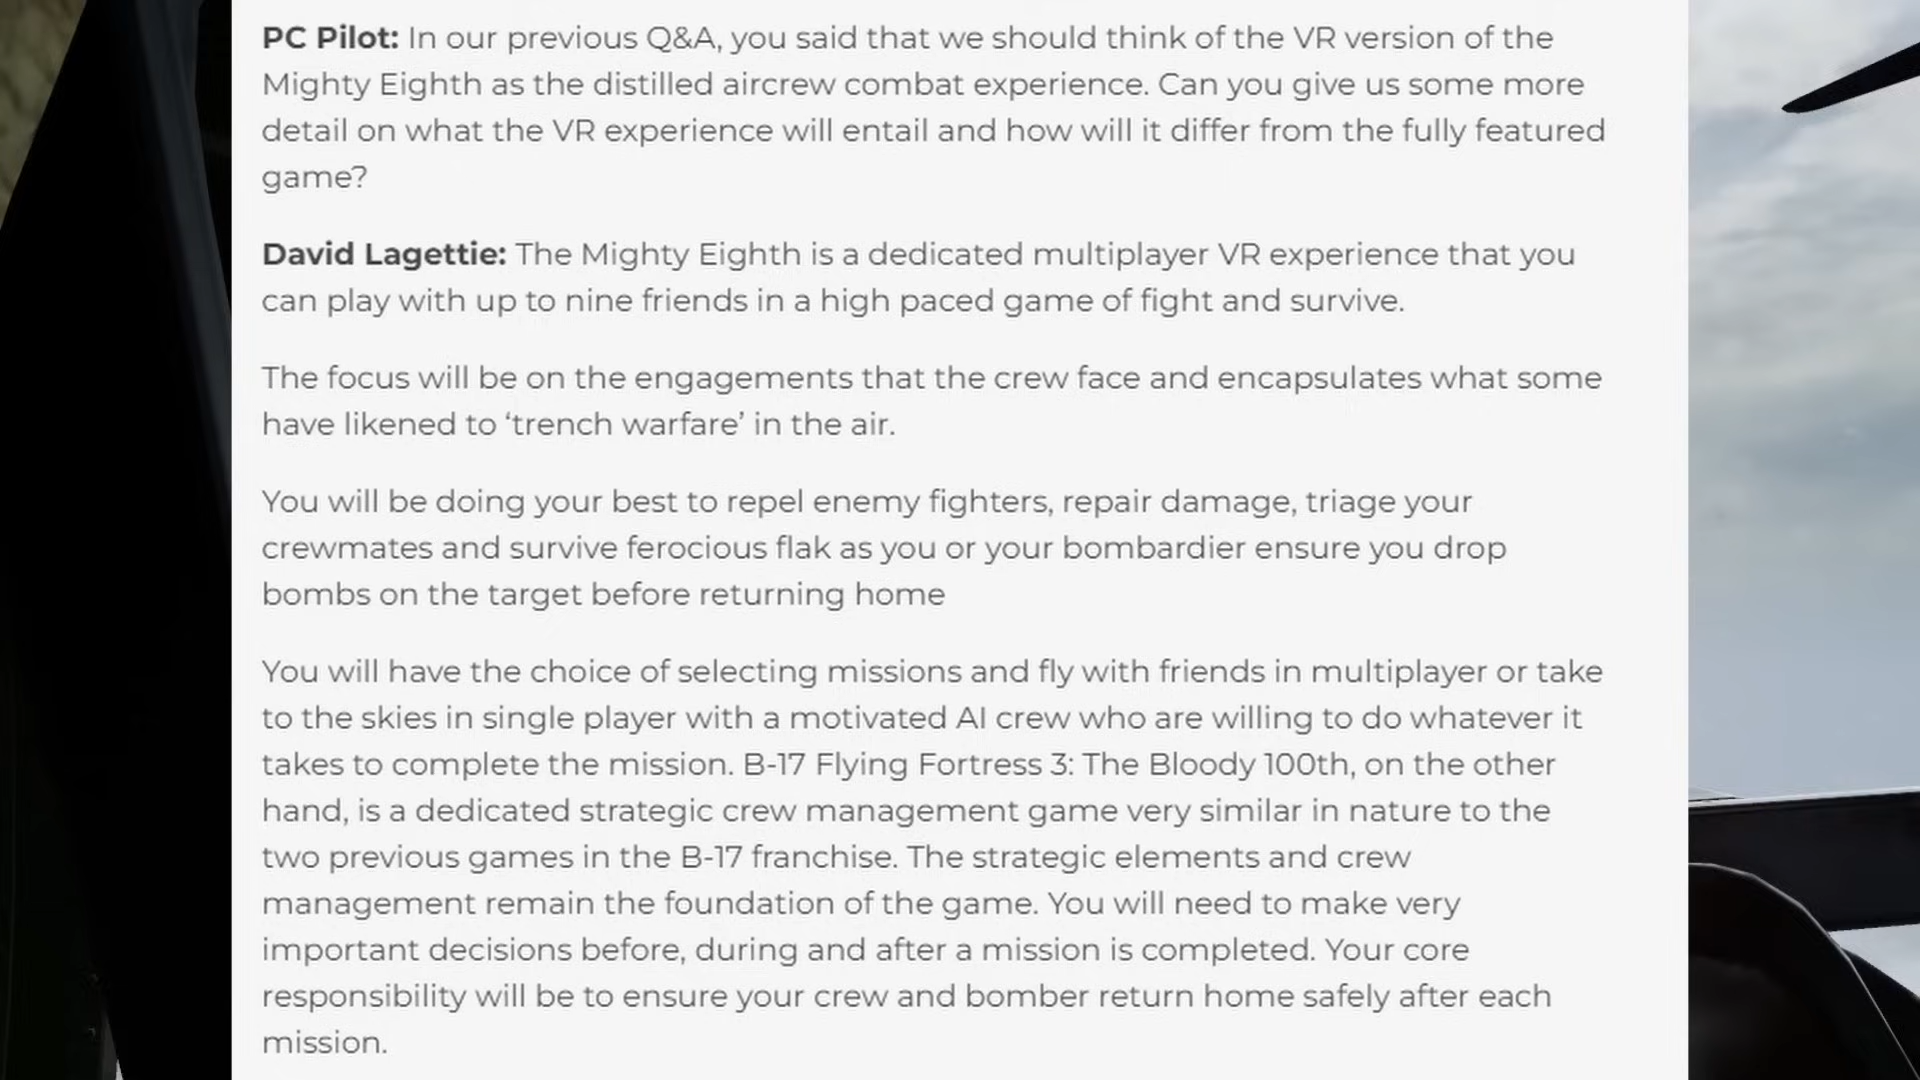 PC Pilot: In our previous Q&A, you said that we should think of the VR version of the
Mighty Eighth as the distilled aircrew combat experience. Can you give us some more
detail on what the VR experience will entail and how will it differ from the fully featured
game?
David Lagettie: The Mighty Eighth is a dedicated multiplayer VR experience that you
can play with up to nine friends in a high paced game of fight and survive.
The focus will be on the engagements that the crew face and encapsulates what some
have likened to ‘trench warfare’ in the air.
You will be doing your best to repel enemy fighters, repair damage, triage your
crewmates and survive ferocious flak as you or your bombardier ensure you drop
bombs on the target before returning home
You will have the choice of selecting missions and fly with friends in multiplayer or take
to the skies in single player with a motivated AI crew who are willing to do whatever it
takes to complete the mission. B-17 Flying Fortress 3: The Bloody 100th, on the other
hand, is a dedicated strategic crew management game very similar in nature to the
two previous games in the B-17 franchise. The strategic elements and crew
management remain the foundation of the game. You will need to make very
important decisions before, during and after a mission is completed. Your core
responsibility will be to ensure your crew and bomber return home safely after each
mission.